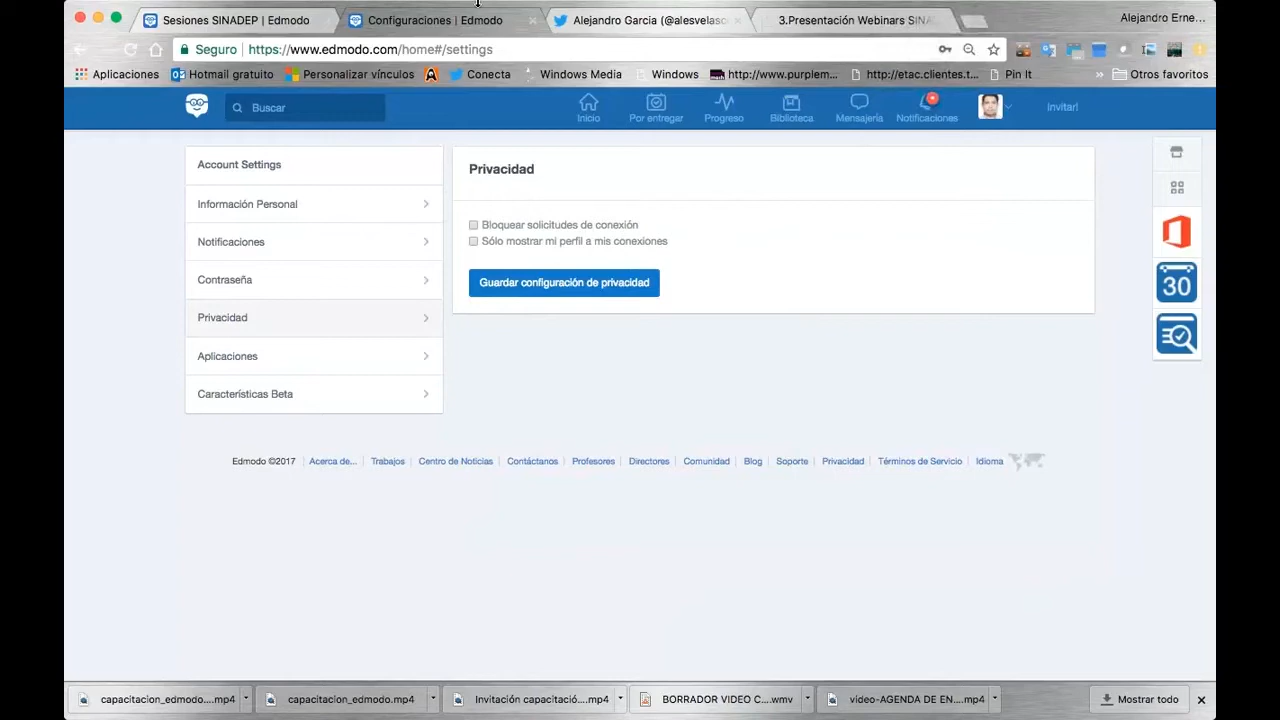 Sesiones SINADEP | Edmodo
Configuraciones | Edmodo
Alejandro Garcia (@alesvelasc
3.Presentación Webinars SIN
Alejandro Erne...
Seguro
https://www.edmodo.com/home#/settings
Aplicaciones
Hotmail gratuito
Personalizar vínculos
Conecta
Windows Media
Windows
http://www.purplem...
http://etac.clientes.t...
Pin It
»
Otros favoritos
Buscar
Inicio
Por entregar
Progreso
Biblioteca
Mensajería
Notificaciones
Invitar!
Account Settings
Información Personal
Notificaciones
Contraseña
Privacidad
Aplicaciones
Características Beta
Privacidad
Bloquear solicitudes de conexión
Sólo mostrar mi perfil a mis conexiones
Guardar configuración de privacidad
30
Edmodo ©2017 | Acerca de... | Trabajos | Centro de Noticias | Contáctanos | Profesores | Directores | Comunidad | Blog | Soporte | Privacidad | Términos de Servicio | Idioma
capacitacion_edmodo....mp4
capacitacion_edmodo.mp4
Invitación capacitació....mp4
BORRADOR VIDEO C....wmv
video-AGENDA DE EN....mp4
Mostrar todo